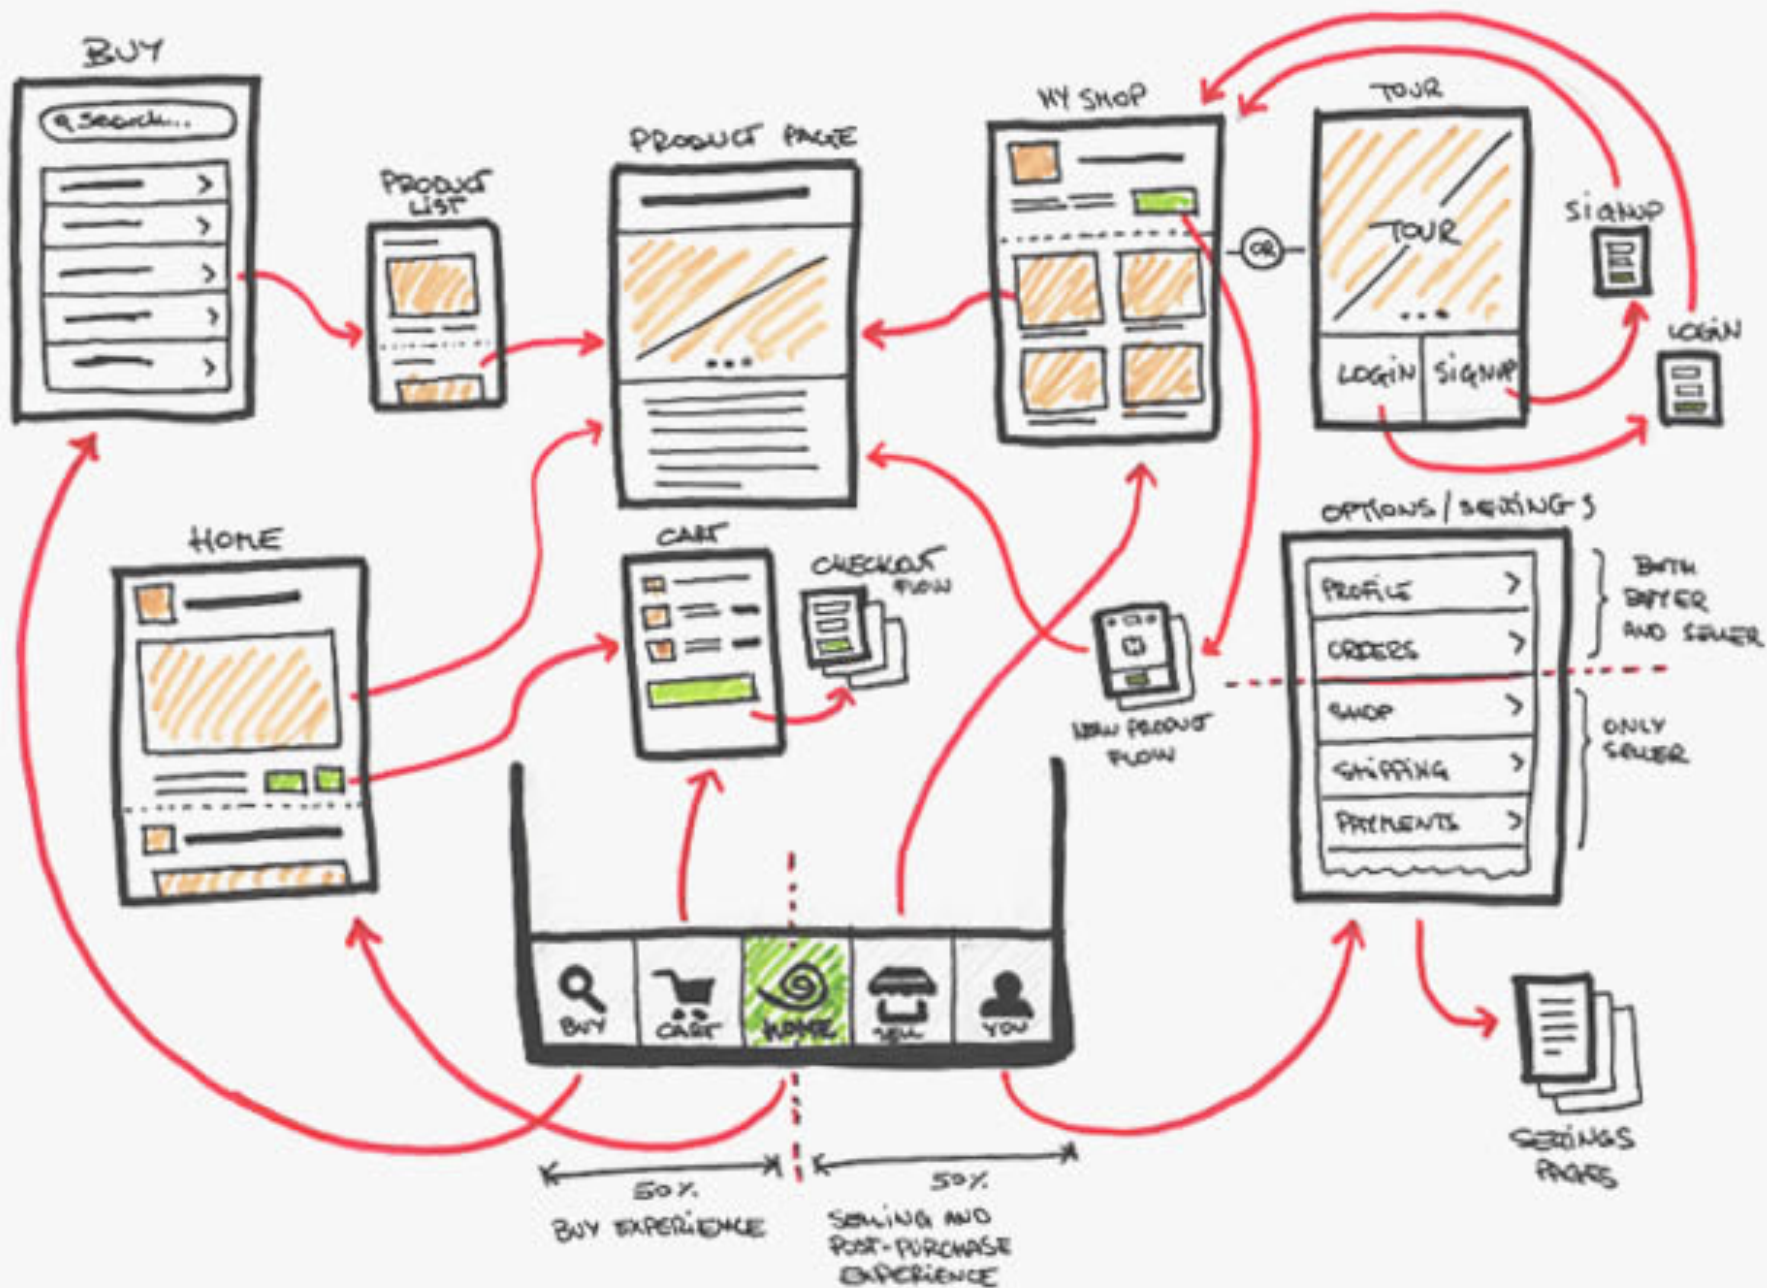 BUY
Search...
PRODUCT
LIST
PRODUCT PAGE
MY SHOP
OR
TOUR
TOUR
LOGIN
SIGNUP
SIGNUP
LOGIN
HOME
CART
CHECKOUT
FLOW
NEW PRODUCT
FLOW
OPTIONS/SETTINGS
PROFILE
ORDERS
SHOP
SHIPPING
PAYMENTS
BOTH
BUYER
AND SELLER
ONLY
SELLER
BUY
CART
HOME
SELL
YOU
SETTINGS
PAGES
50%
BUY EXPERIENCE
50%
SELLING AND
POST-PURCHASE
EXPERIENCE